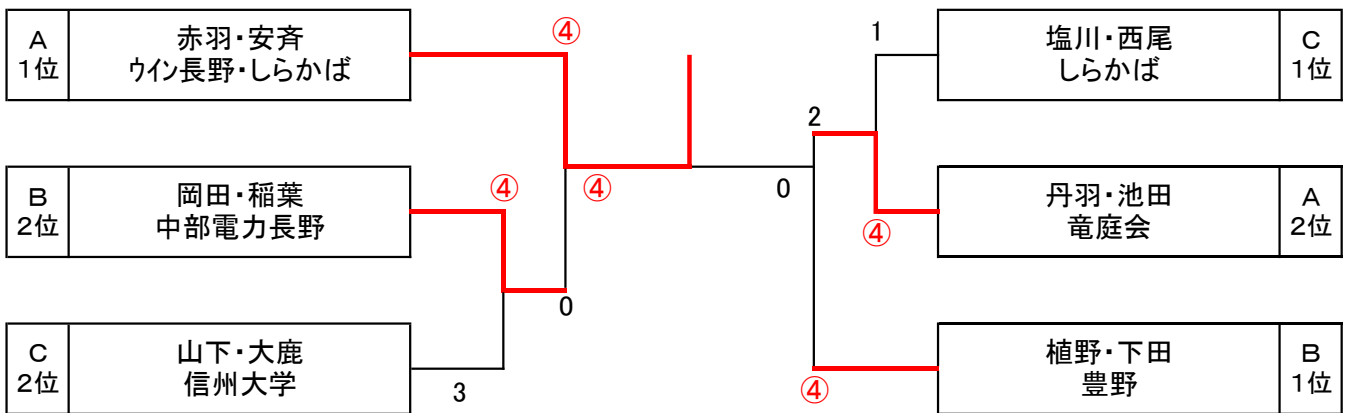 A
1位
赤羽・安斉
ウイン長野・しらかば
④
1
塩川・西尾
しらかば
C
1位
2
B
2位
岡田・稲葉
中部電力長野
④
④
0
④
丹羽・池田
竜庭会
A
2位
0
C
2位
山下・大鹿
信州大学
3
④
植野・下田
豊野
B
1位